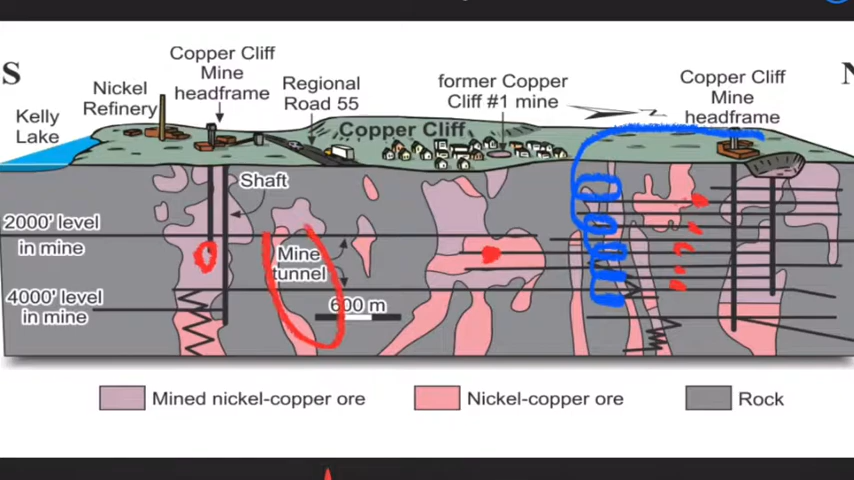 S
N
Copper Cliff
Mine
headframe
Nickel
Refinery
Regional
Road 55
former Copper
Cliff #1 mine
Copper Cliff
Mine
headframe
Kelly
Lake
Copper Cliff
Shaft
2000' level
in mine
Mine
tunnel
4000' level
in mine
600 m
Mined nickel-copper ore
Nickel-copper ore
Rock